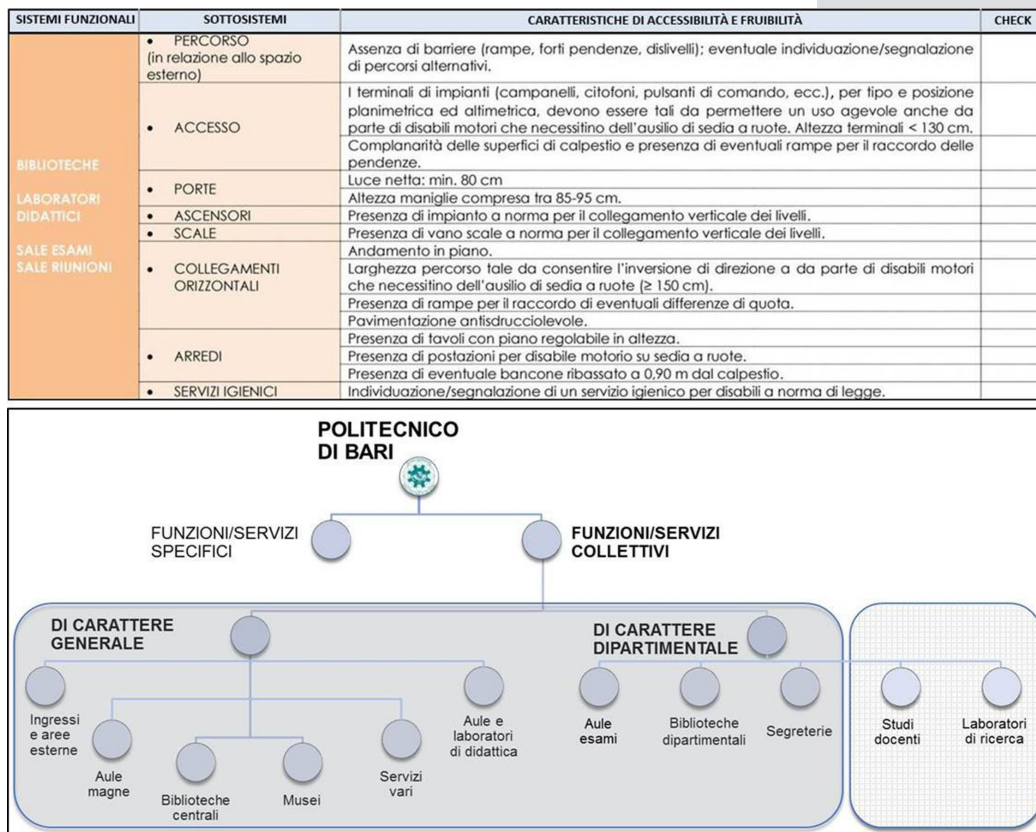 SISTEMI FUNZIONALI SOTTOSISTEMI CARATTERISTICHE DI ACCESSIBILITÀ E FRUIBILITÀ CHECK
BIBLIOTECHE
LABORATORI
DIDATTICI
SALE ESAMI
SALE RIUNIONI
• PERCORSO
(in relazione allo spazio
esterno)
Assenza di barriere (rampe, forti pendenze, dislivelli); eventuale individuazione/segnalazione
di percorsi alternativi.
• ACCESSO
I terminali di impianti (campanelli, citofoni, pulsanti di comando, ecc.), per tipo e posizione
planimetrica ed altimetrica, devono essere tali da permettere un uso agevole anche da
parte di disabili motori che necessitino dell'ausilio di sedia a ruote. Altezza terminali < 130 cm.
Complanarità delle superfici di calpestio e presenza di eventuali rampe per il raccordo delle
pendenze.
• PORTE
Luce netta: min. 80 cm
Altezza maniglie compresa tra 85-95 cm.
• ASCENSORI
Presenza di impianto a norma per il collegamento verticale dei livelli.
• SCALE
Presenza di vano scale a norma per il collegamento verticale dei livelli.
• COLLEGAMENTI
ORIZZONTALI
Andamento in piano.
Larghezza percorso tale da consentire l'inversione di direzione a da parte di disabili motori
che necessitino dell'ausilio di sedia a ruote (≥ 150 cm).
Presenza di rampe per il raccordo di eventuali differenze di quota.
Pavimentazione antisdrucciolevole.
• ARREDI
Presenza di tavoli con piano regolabile in altezza.
Presenza di postazioni per disabile motorio su sedia a ruote.
Presenza di eventuale bancone ribassato a 0,90 m dal calpestio.
• SERVIZI IGIENICI
Individuazione/segnalazione di un servizio igienico per disabili a norma di legge.
POLITECNICO
DI BARI
FUNZIONI/SERVIZI
SPECIFICI
FUNZIONI/SERVIZI
COLLETTIVI
DI CARATTERE
GENERALE
DI CARATTERE
DIPARTIMENTALE
Ingressi
e aree
esterne
Aule
magne
Biblioteche
centrali
Musei
Servizi
vari
Aule e
laboratori
di didattica
Aule
esami
Biblioteche
dipartimentali
Segreterie
Studi
docenti
Laboratori
di ricerca